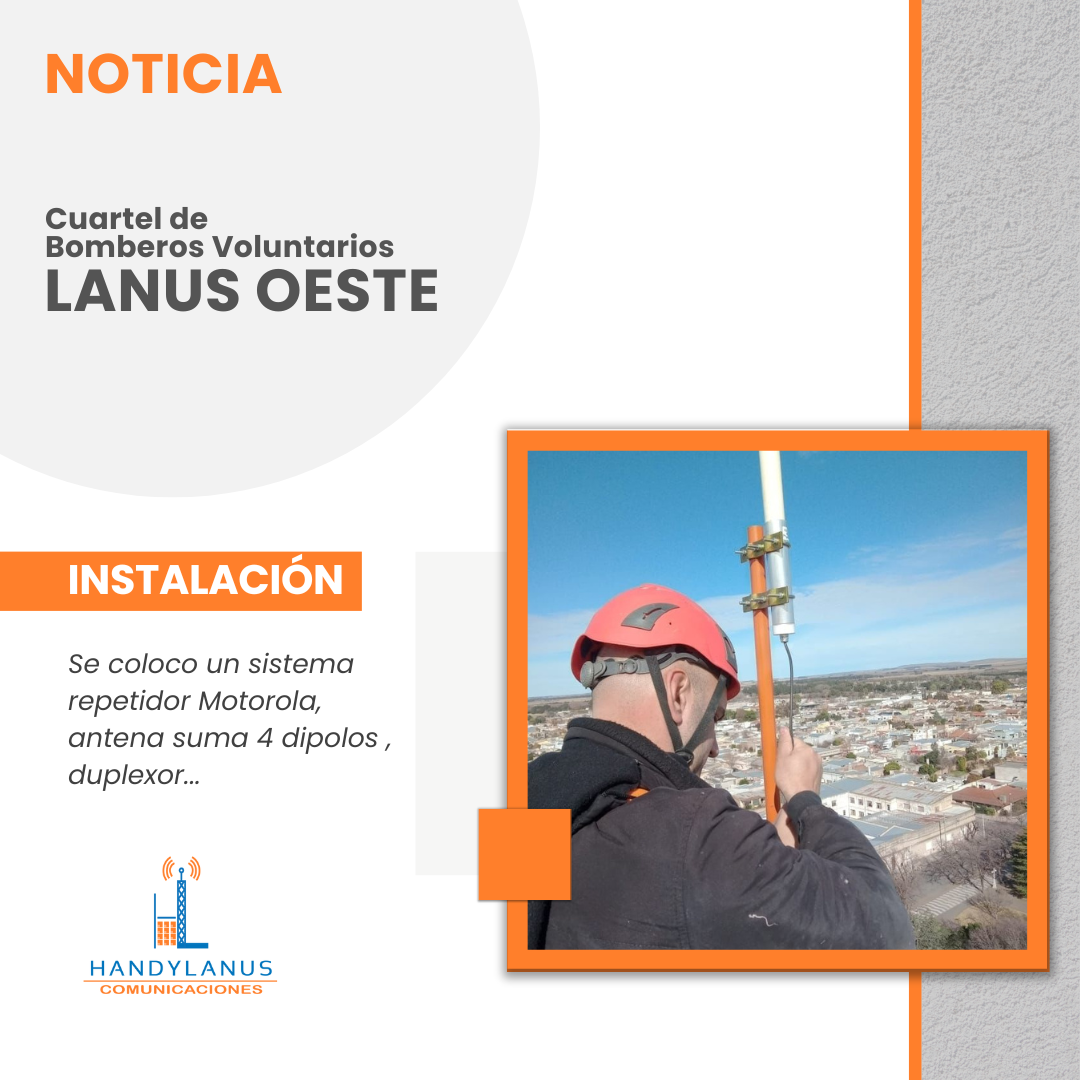 NOTICIA
Cuartel de
Bomberos Voluntarios
LANUS OESTE
INSTALACIÓN
Se coloco un sistema
repetidor Motorola,
antena suma 4 dipolos ,
duplexor...
HANDYLANUS
COMUNICACIONES